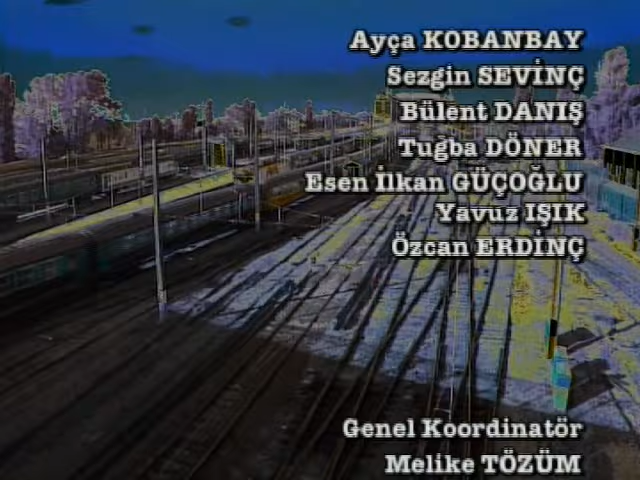 Ayça KOBANBAY
Sezgin SEVİNÇ
Bülent DANIŞ
Tuğba DÖNER
Esen İlkan GÜÇOĞLU
Yavuz IŞIK
Özcan ERDİNÇ
Genel Koordinatör
Melike TÖZÜM